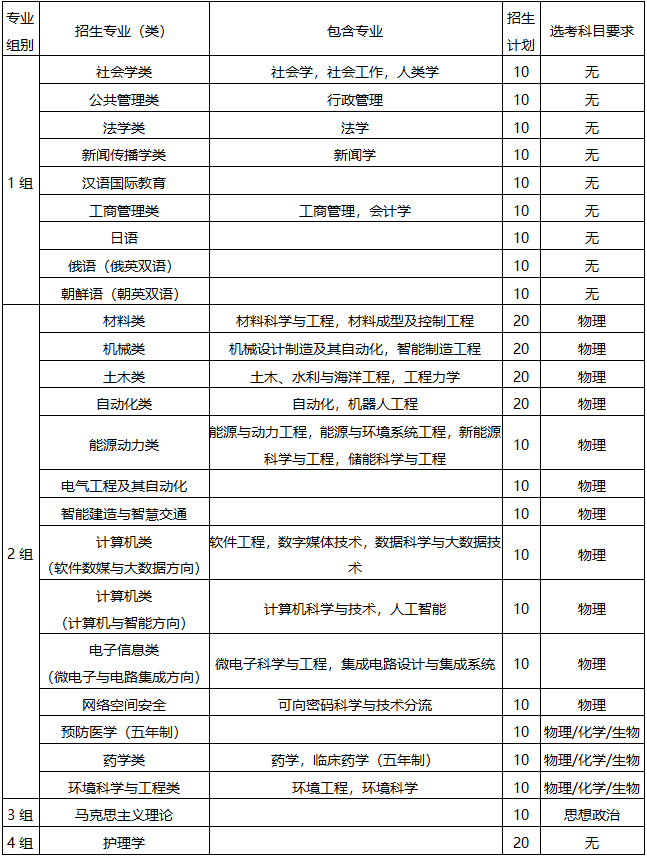 专业组别 招生专业（类） 包含专业 招生计划 选考科目要求
1 组
社会学类 社会学，社会工作，人类学 10 无
公共管理类 行政管理 10 无
法学类 法学 10 无
新闻传播学类 新闻学 10 无
汉语国际教育 10 无
工商管理类 工商管理，会计学 10 无
日语 10 无
俄语（俄英双语） 10 无
朝鲜语（朝英双语） 10 无
2 组
材料类 材料科学与工程，材料成型及控制工程 20 物理
机械类 机械设计制造及其自动化，智能制造工程 20 物理
土木类 土木、水利与海洋工程，工程力学 20 物理
自动化类 自动化，机器人工程 20 物理
能源动力类 能源与动力工程，能源与环境系统工程，新能源
科学与工程，储能科学与工程 10 物理
电气工程及其自动化 10 物理
智能建造与智慧交通 10 物理
计算机类
（软件数媒与大数据方向） 软件工程，数字媒体技术，数据科学与大数据技
术 10 物理
计算机类
（计算机与智能方向） 计算机科学与技术，人工智能 10 物理
电子信息类
（微电子与电路集成方向） 微电子科学与工程，集成电路设计与集成系统 10 物理
网络空间安全 可向密码科学与技术分流 10 物理
预防医学（五年制） 10 物理/化学/生物
药学类 药学，临床药学（五年制） 10 物理/化学/生物
环境科学与工程类 环境工程，环境科学 10 物理/化学/生物
3 组 马克思主义理论 10 思想政治
4 组 护理学 20 无